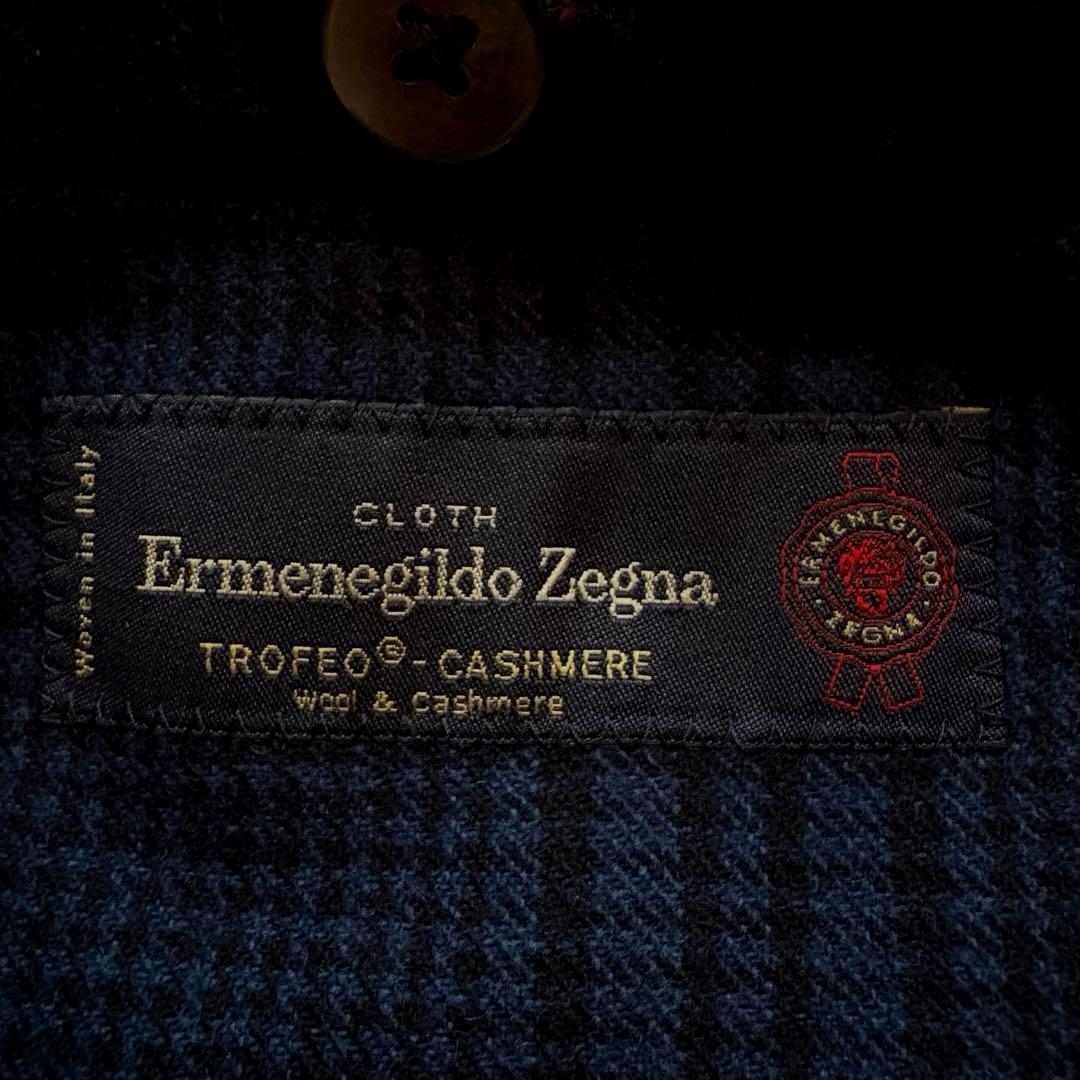 Woven in Italy
CLOTH
Ermenegildo Zegna
TROFEO®-CASHMERE
Wool & Cashmere
ERMENEGILDO
· ZEGNA ·